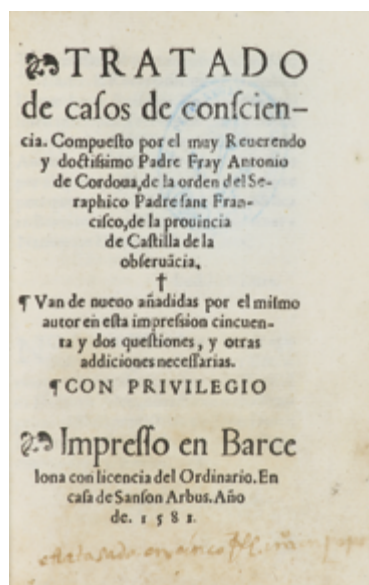 TRATADO
de caſos de conſcien-
cia. Compueſto por el muy Reuerendo
y doctiſsimo Padre Fray Antonio
de Cordoua, de la orden del Se-
raphico Padre ſant Fran-
ciſco, de la prouincia
de Caſtilla de la
obſeruãcia.
†
¶ Van de nueuo añadidas por el miſmo
autor en eſta impreſsion cincuen-
ta y dos queſtiones, y otras
addiciones neceſſarias.
¶ CON PRIVILEGIO
Impreſſo en Barce
lona con licencia del Ordinario. En
caſa de Sanſon Arbus. Año
de. 1581.